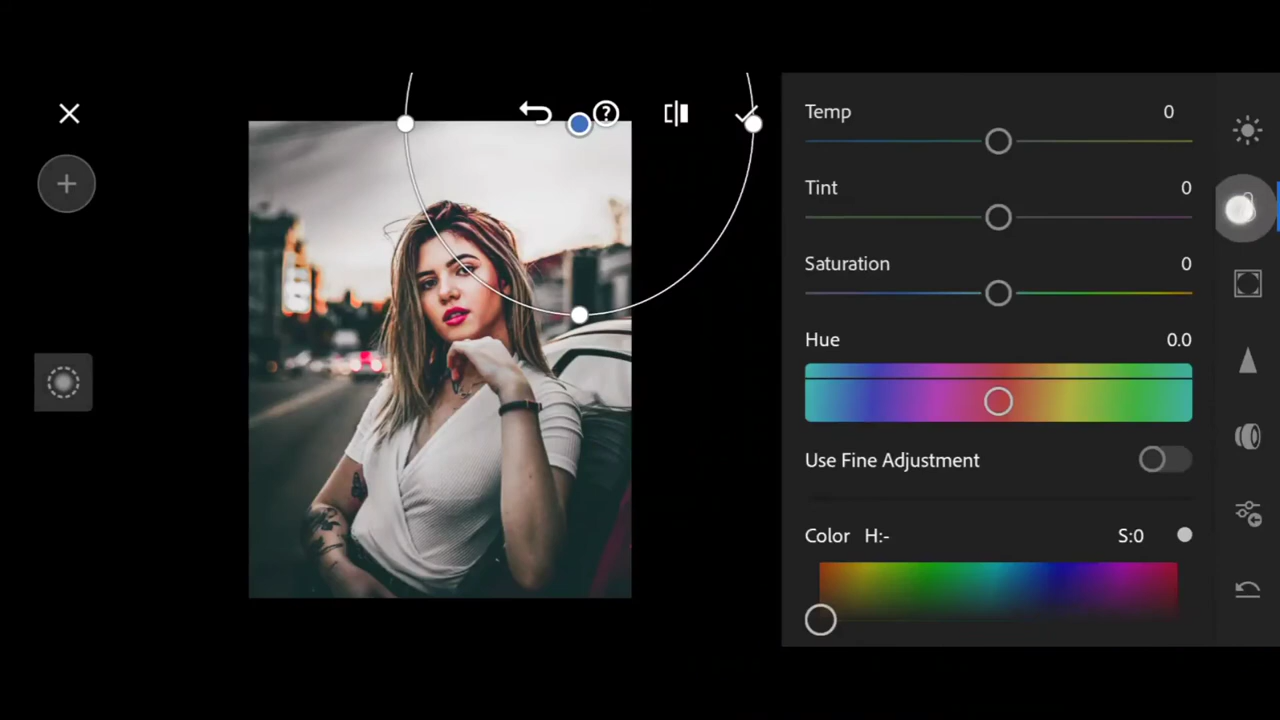 Temp 0
Tint 0
Saturation 0
Hue 0.0
Use Fine Adjustment
Color H:- S:0